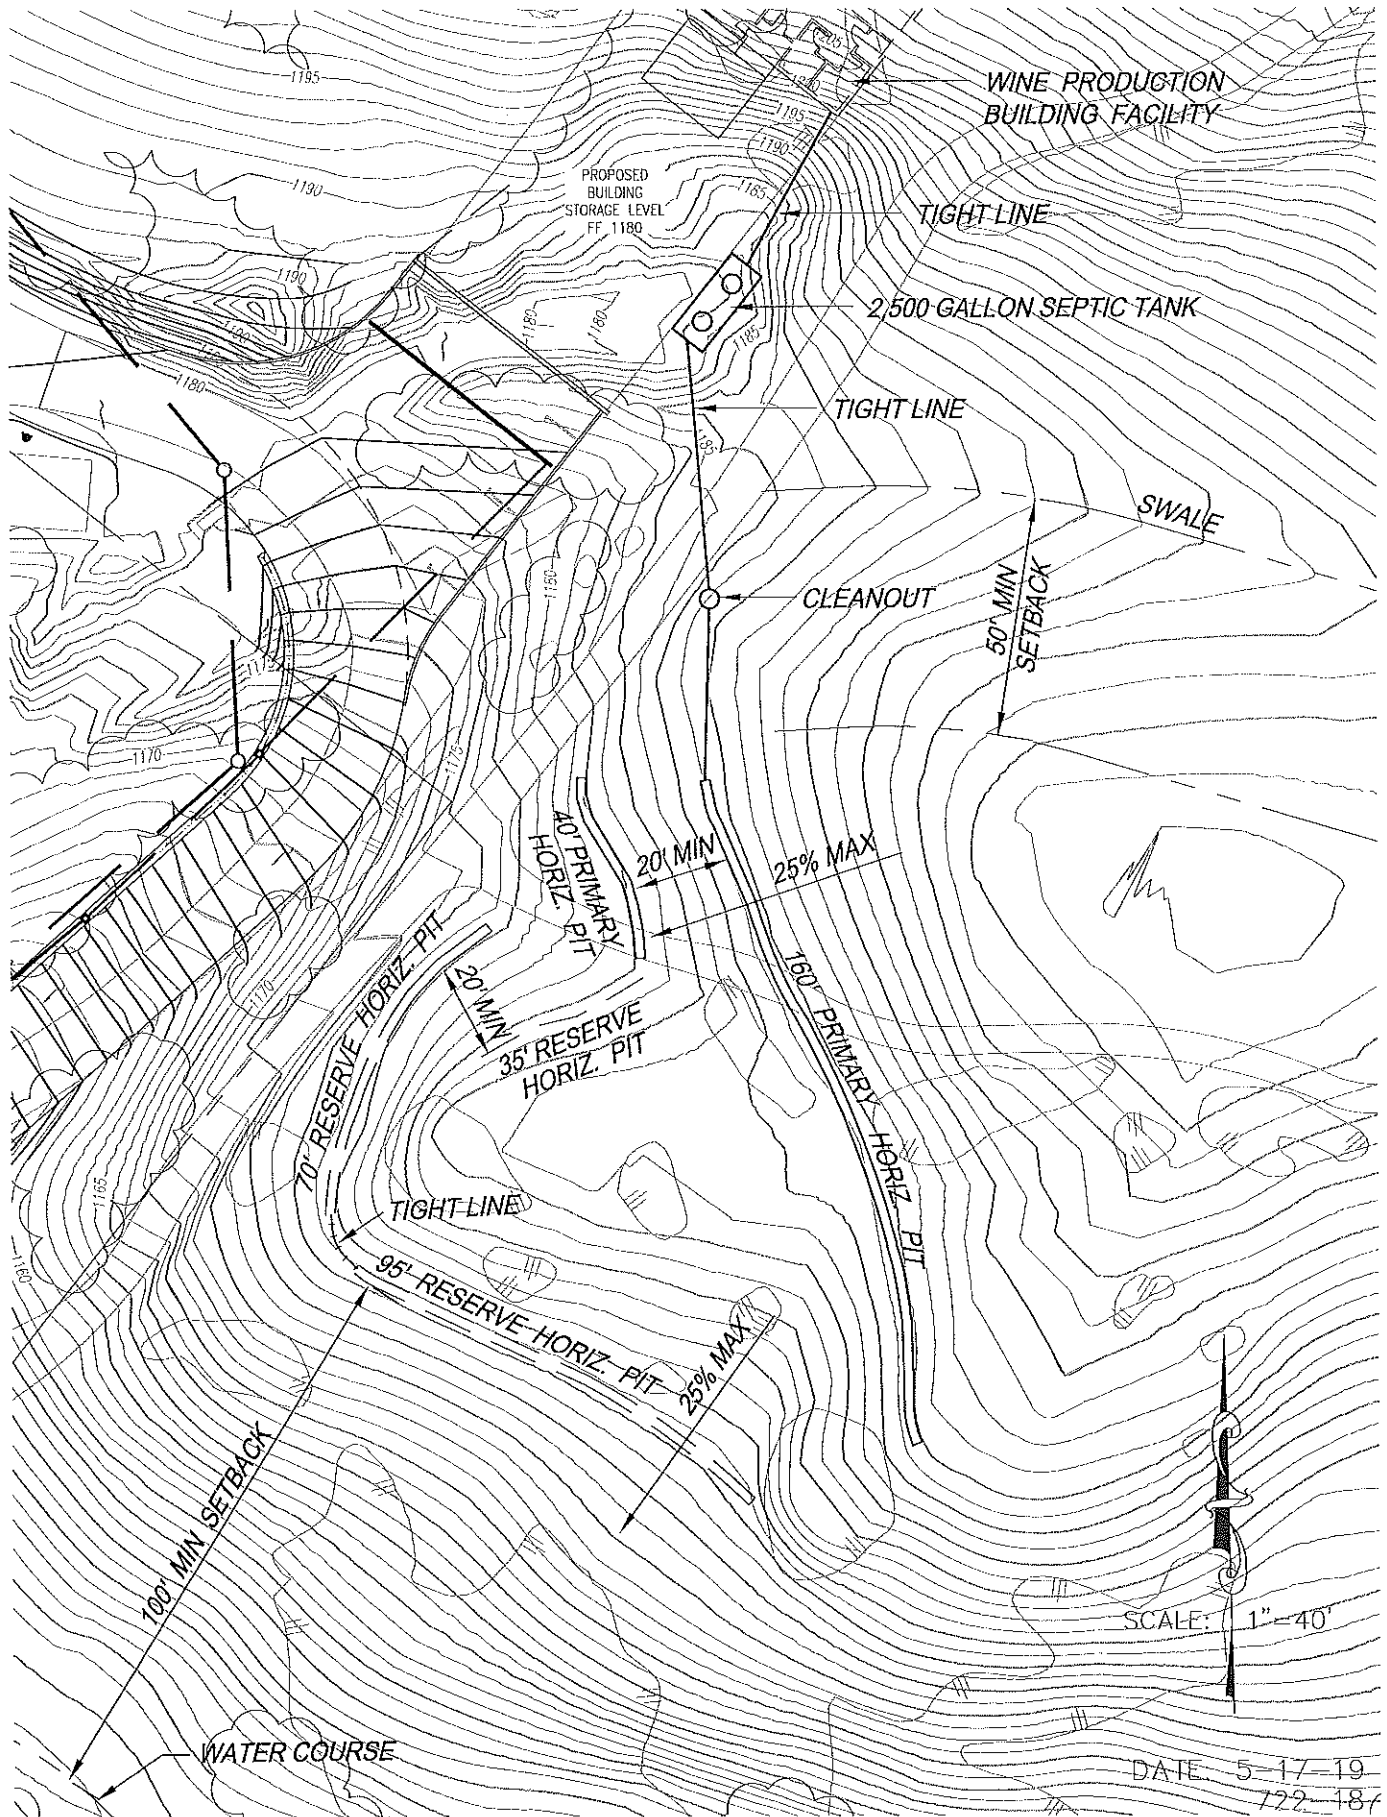 1205
1195
WINE PRODUCTION
BUILDING FACILITY
1195
1190
1190
PROPOSED
BUILDING
STORAGE LEVEL
FF 1180
1185
TIGHT LINE
1190
2,500 GALLON SEPTIC TANK
1180
1180
1185
1180
TIGHT LINE
1185
SWALE
50' MIN
SETBACK
1180
CLEANOUT
1175
1170
1175
40' PRIMARY
HORIZ. PIT
20' MIN
25% MAX
160' PRIMARY HORIZ. PIT
70' RESERVE HORIZ. PIT
20' MIN
1170
35' RESERVE
HORIZ. PIT
1165
TIGHT LINE
1160
95' RESERVE HORIZ. PIT
25% MAX
100' MIN SETBACK
SCALE: 1"=40'
WATER COURSE
DATE: 5-17-19